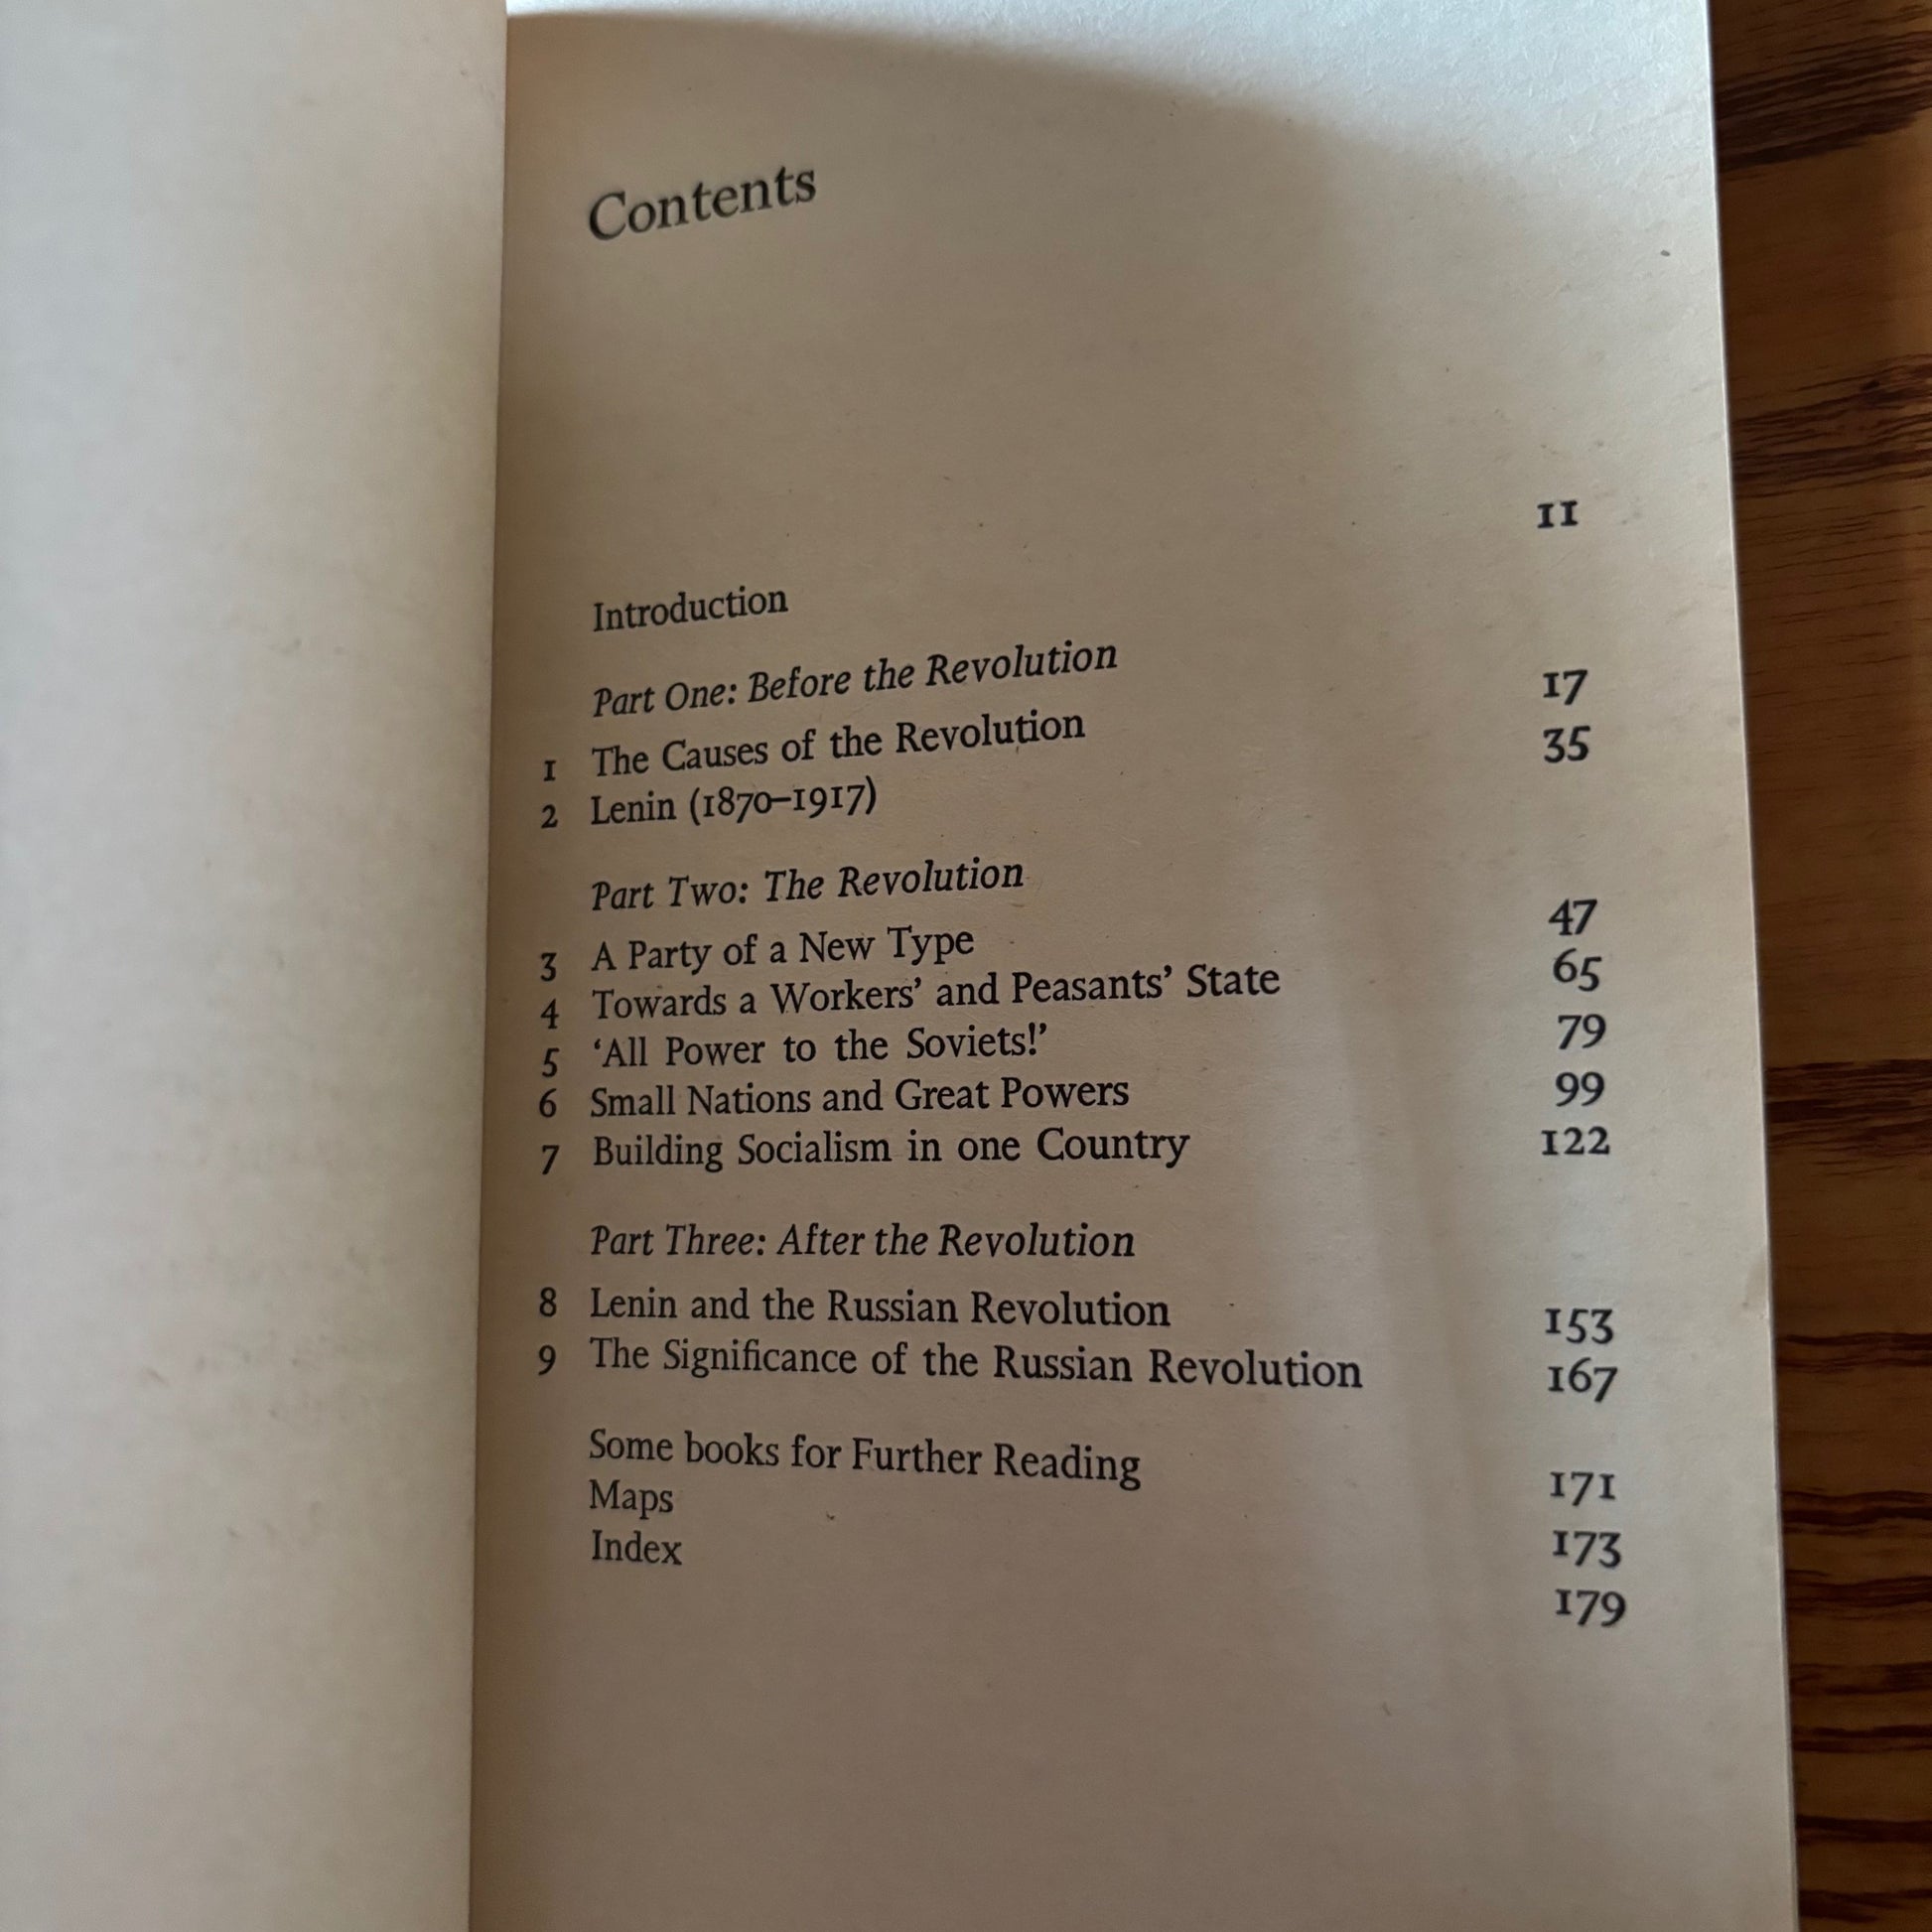 Contents
Introduction 11
Part One: Before the Revolution
1 The Causes of the Revolution 17
2 Lenin (1870–1917) 35
Part Two: The Revolution
3 A Party of a New Type 47
4 Towards a Workers’ and Peasants’ State 65
5 ‘All Power to the Soviets!’ 79
6 Small Nations and Great Powers 99
7 Building Socialism in one Country 122
Part Three: After the Revolution
8 Lenin and the Russian Revolution 153
9 The Significance of the Russian Revolution 167
Some books for Further Reading 171
Maps 173
Index 179